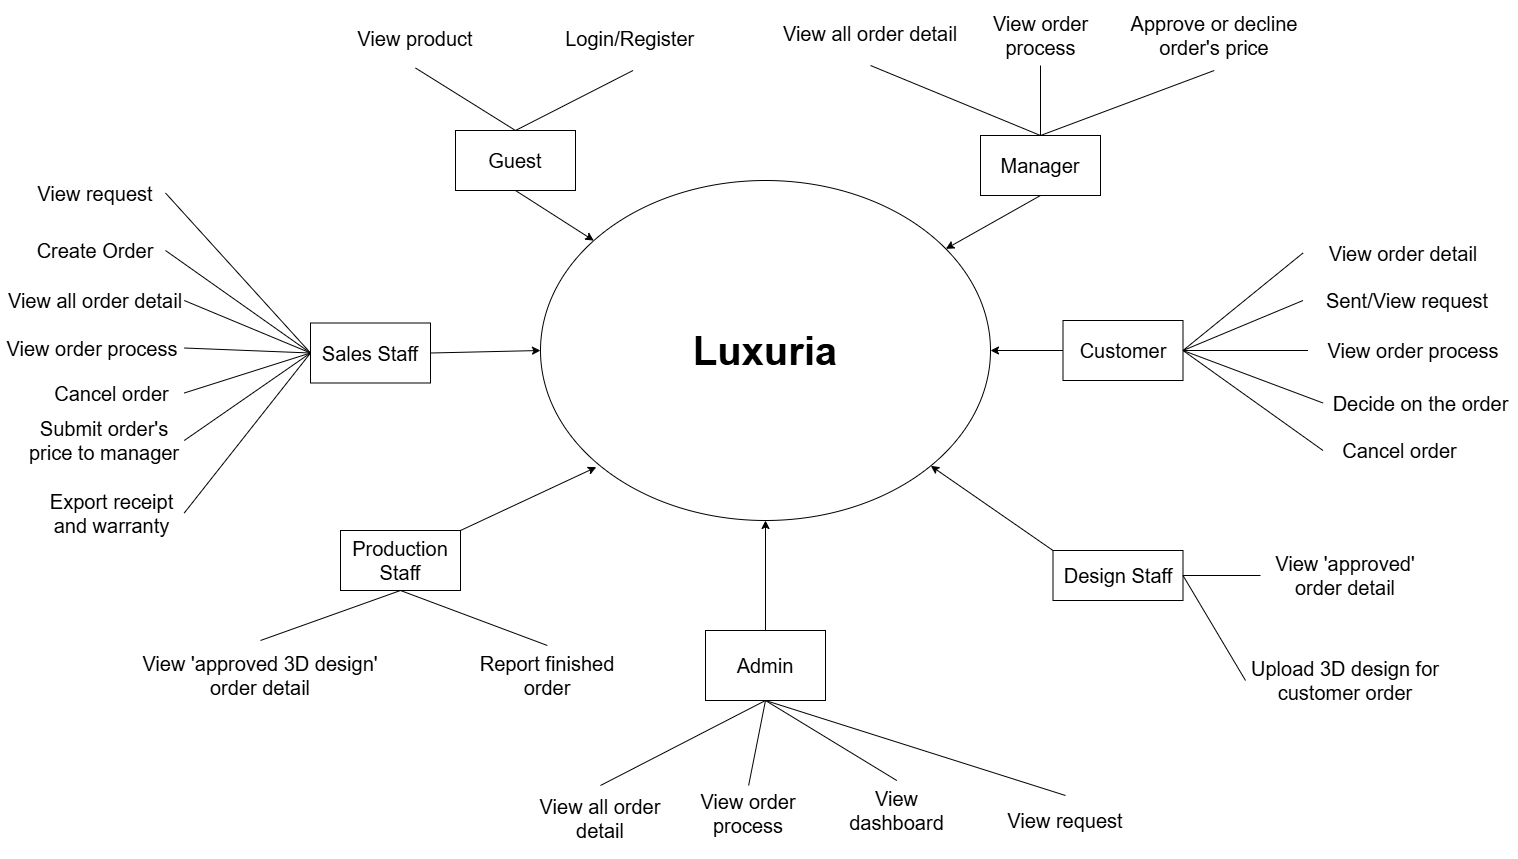 View product
Login/Register
View all order detail
View order
process
Approve or decline
order's price
Guest
Manager
View request
Create Order
View all order detail
View order process
Cancel order
Submit order's
price to manager
Export receipt
and warranty
Sales Staff
Luxuria
Customer
View order detail
Sent/View request
View order process
Decide on the order
Cancel order
Production
Staff
View 'approved 3D design'
order detail
Report finished
order
Admin
View all order
detail
View order
process
View
dashboard
View request
Design Staff
View 'approved'
order detail
Upload 3D design for
customer order